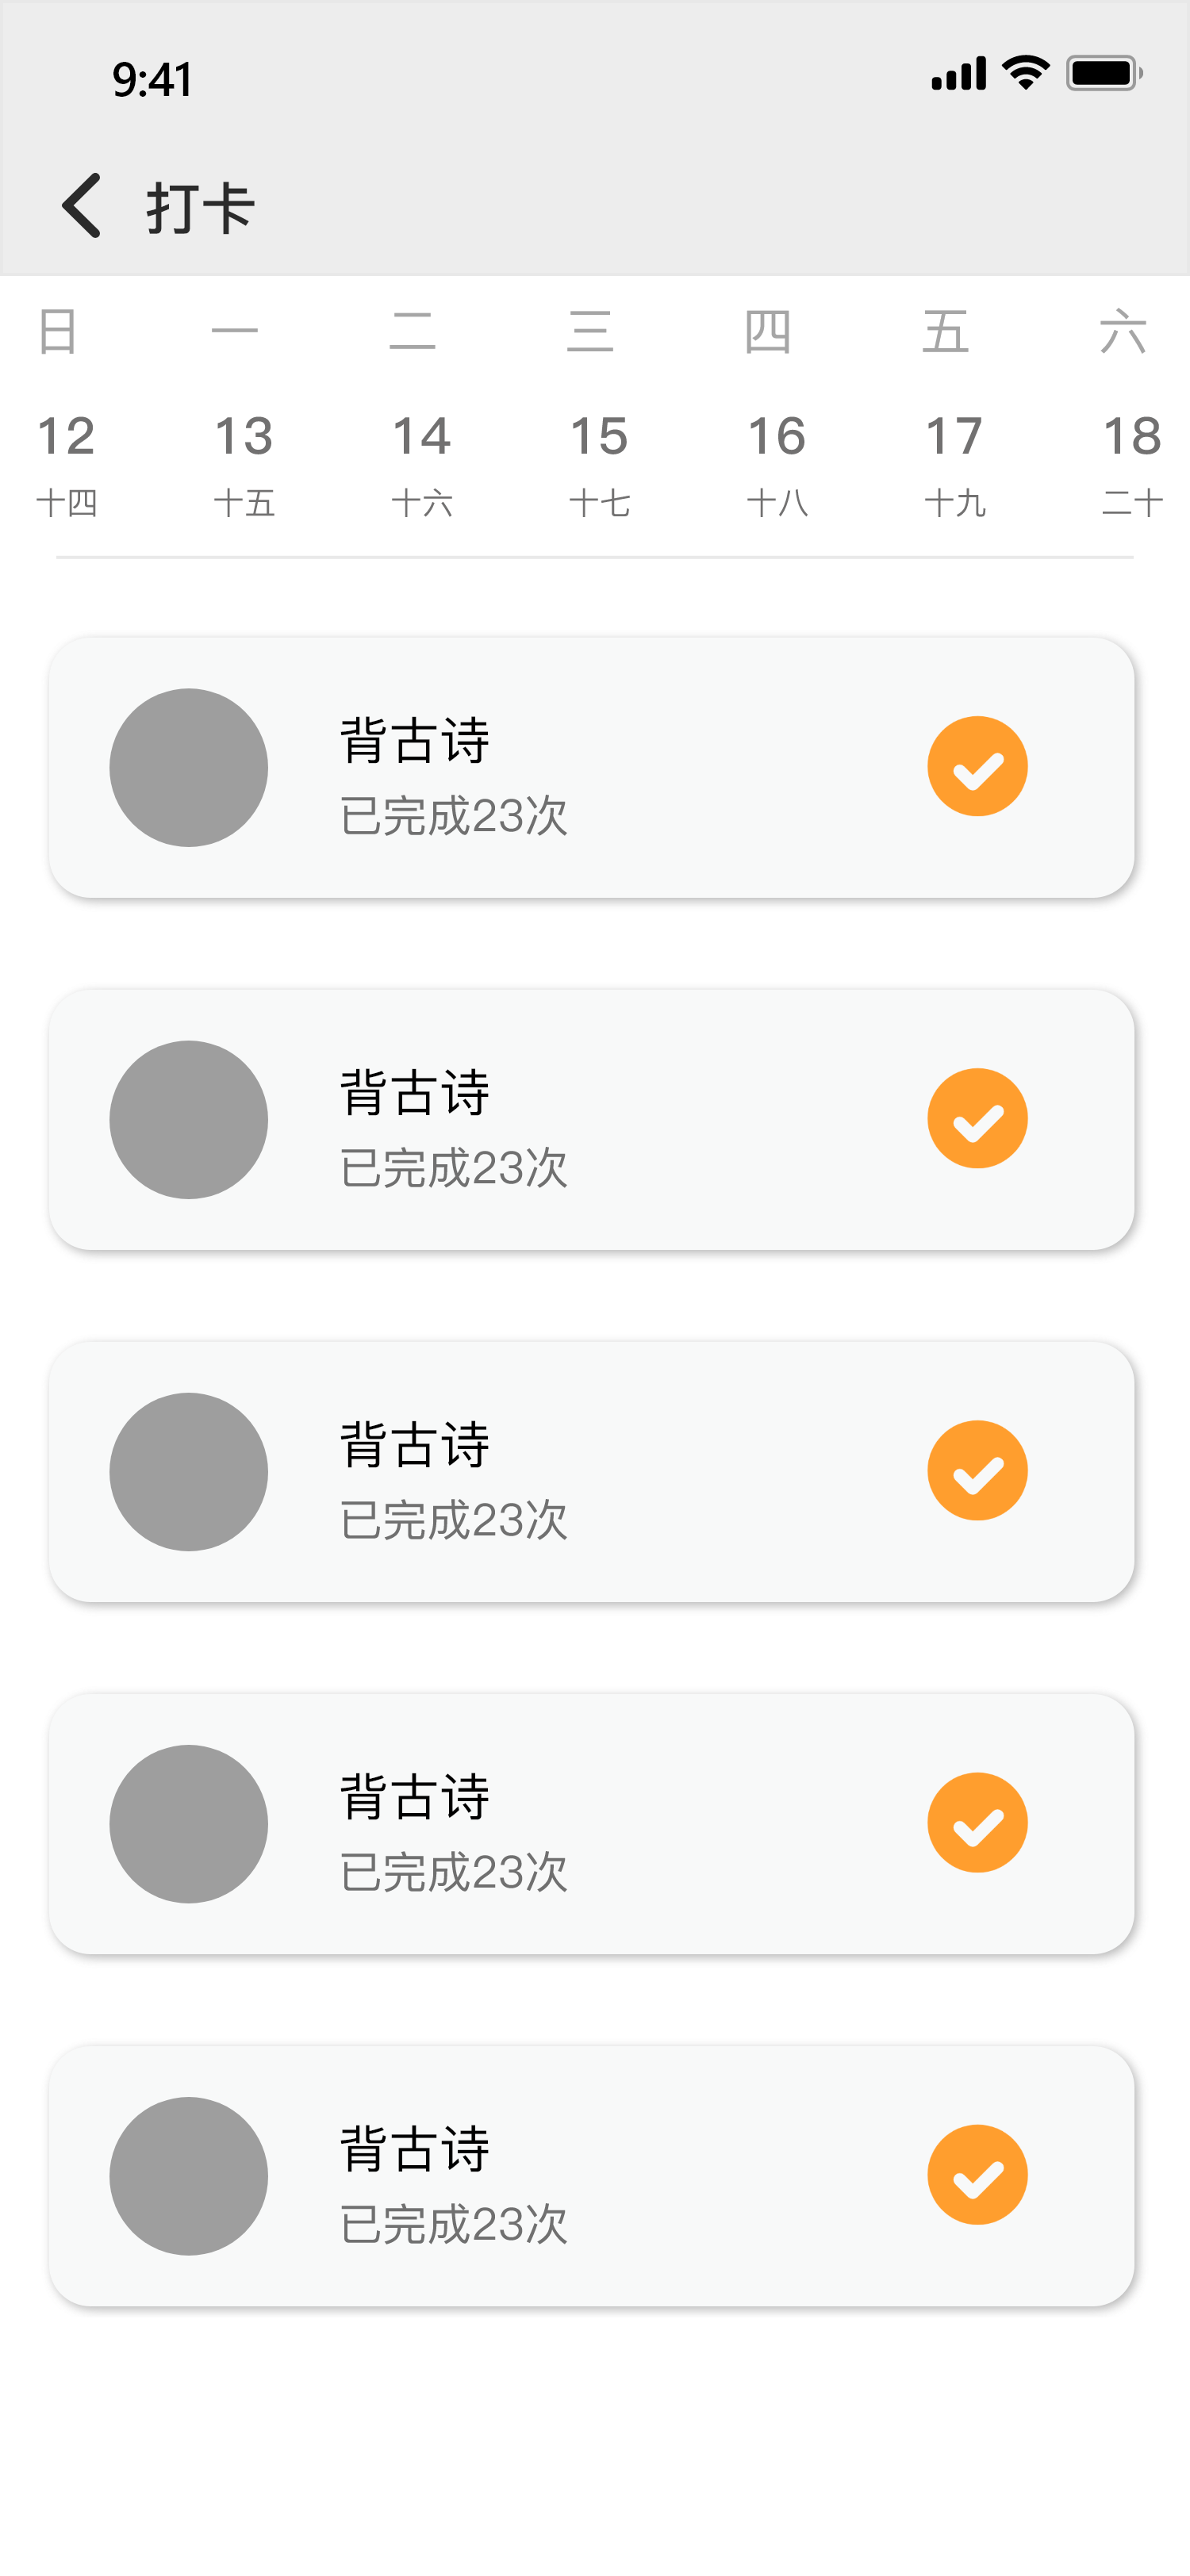 9:41
打卡
日 一 二 三 四 五 六
12 13 14 15 16 17 18
十四 十五 十六 十七 十八 十九 二十
背古诗
已完成23次
背古诗
已完成23次
背古诗
已完成23次
背古诗
已完成23次
背古诗
已完成23次